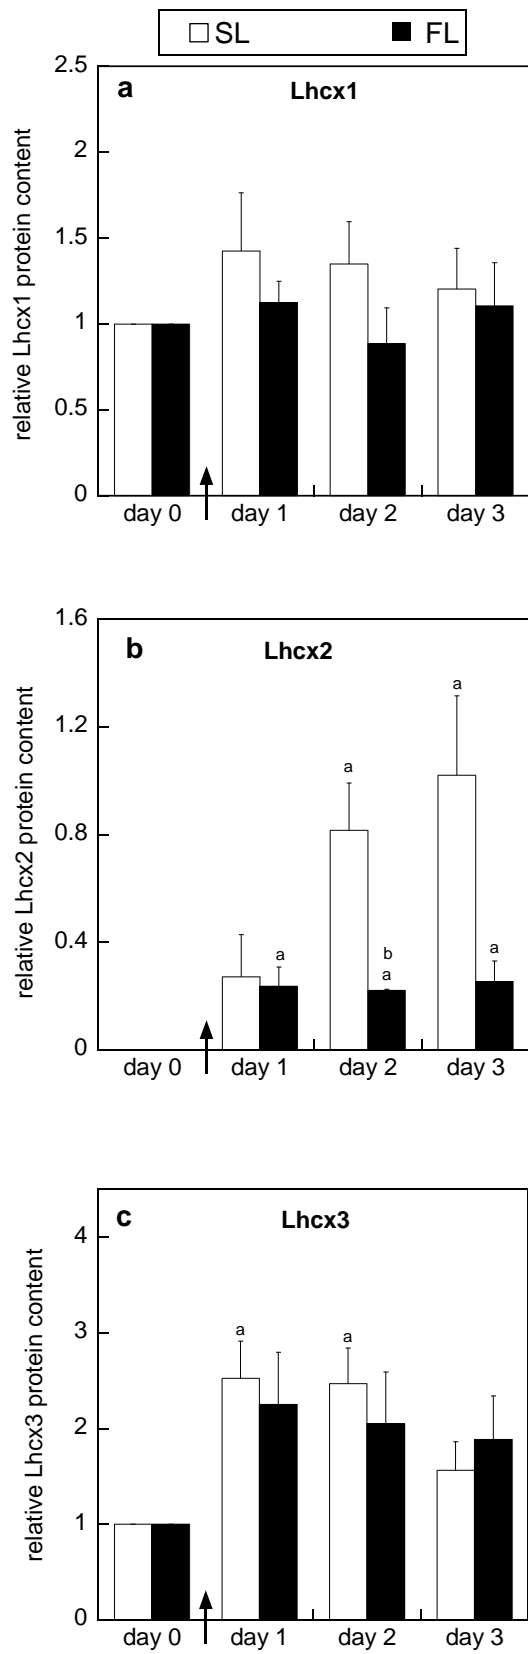 SL FL
a Lhcx1
relative Lhcx1 protein content
2.5
2
1.5
1
0.5
0
day 0 day 1 day 2 day 3
b Lhcx2
relative Lhcx2 protein content
1.6
1.2
0.8
0.4
0
a
a
a
b
a
a
day 0 day 1 day 2 day 3
c Lhcx3
relative Lhcx3 protein content
4
3
2
1
0
a a
day 0 day 1 day 2 day 3